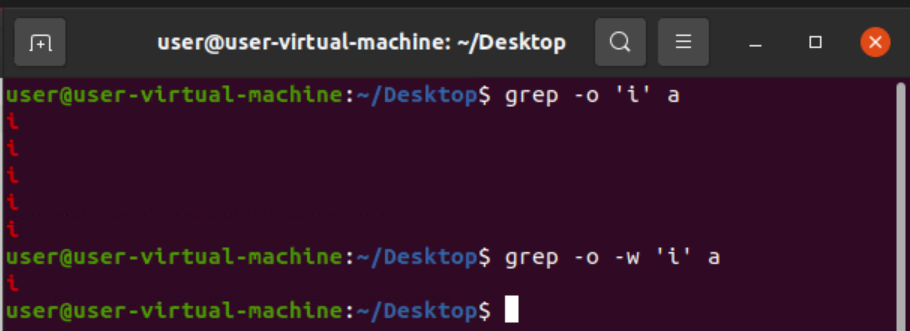 user@user-virtual-machine: ~/Desktop
user@user-virtual-machine:~/Desktop$ grep -o 'i' a
i
i
i
i
i
user@user-virtual-machine:~/Desktop$ grep -o -w 'i' a
i
user@user-virtual-machine:~/Desktop$